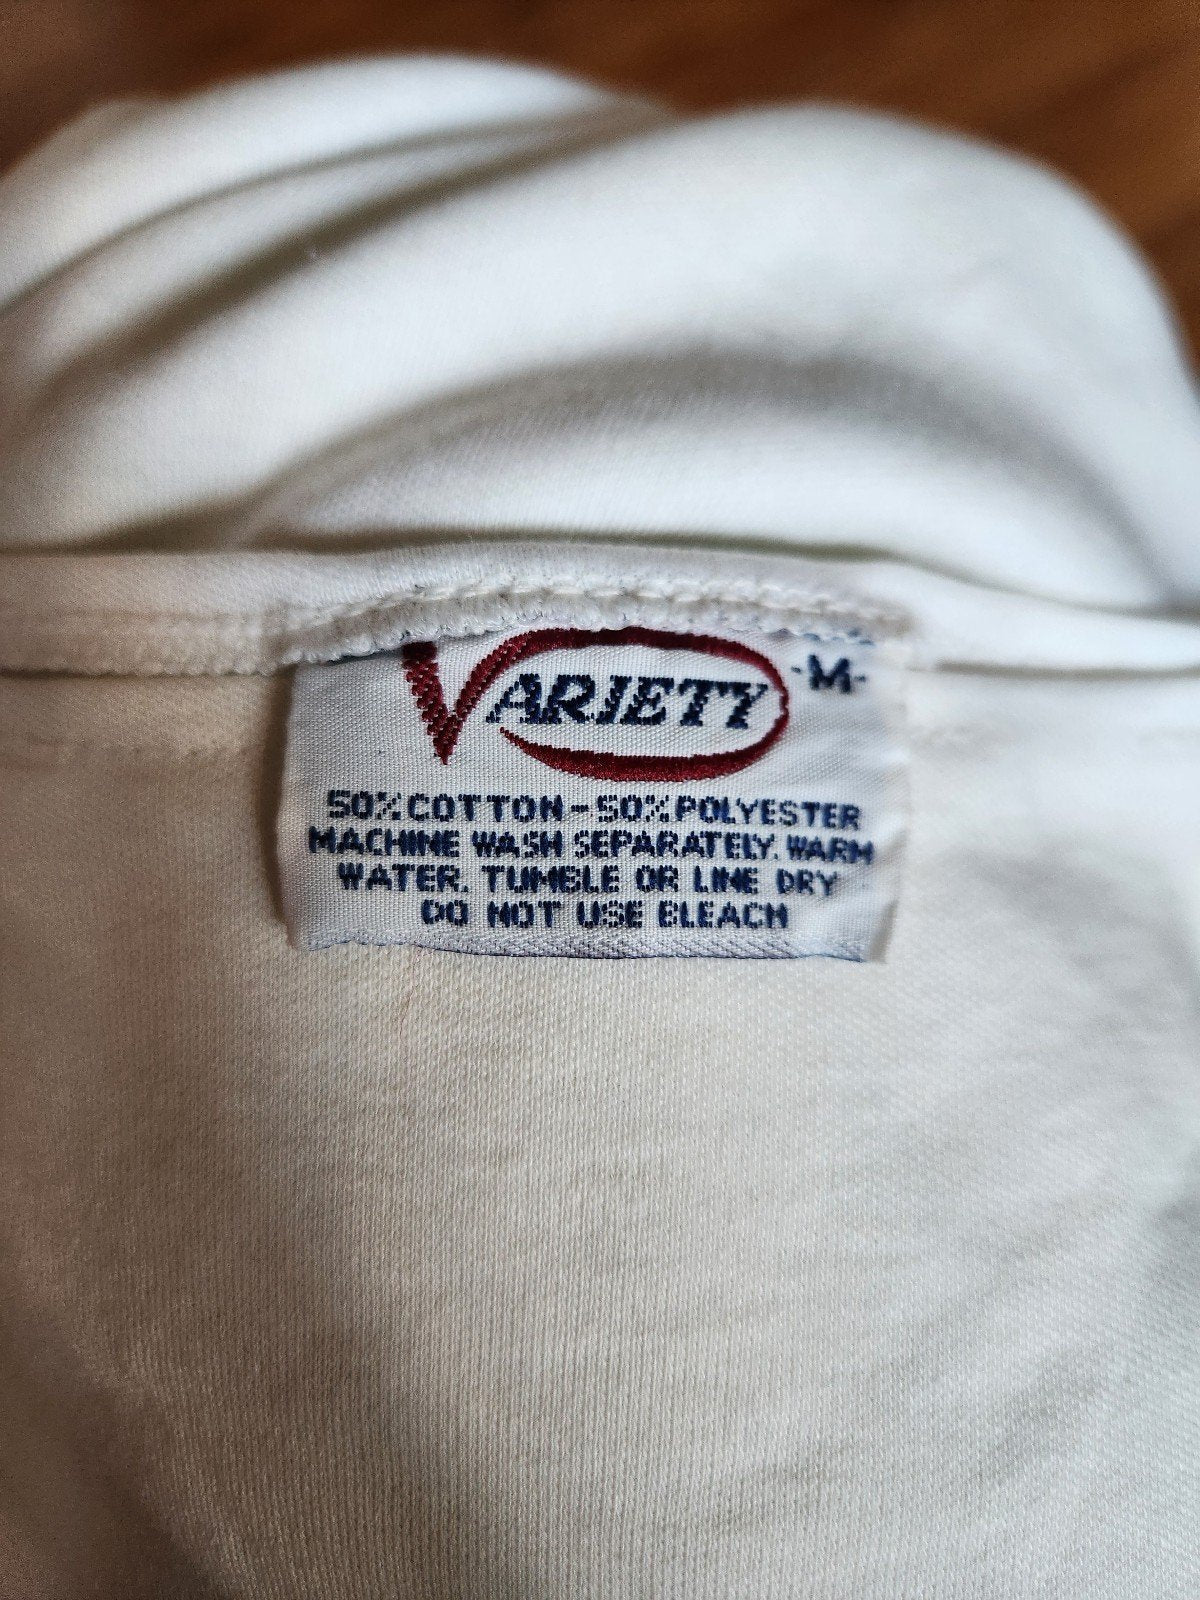 VARIETY -M-
50% COTTON - 50% POLYESTER
MACHINE WASH SEPARATELY. WARM
WATER. TUMBLE OR LINE DRY
DO NOT USE BLEACH